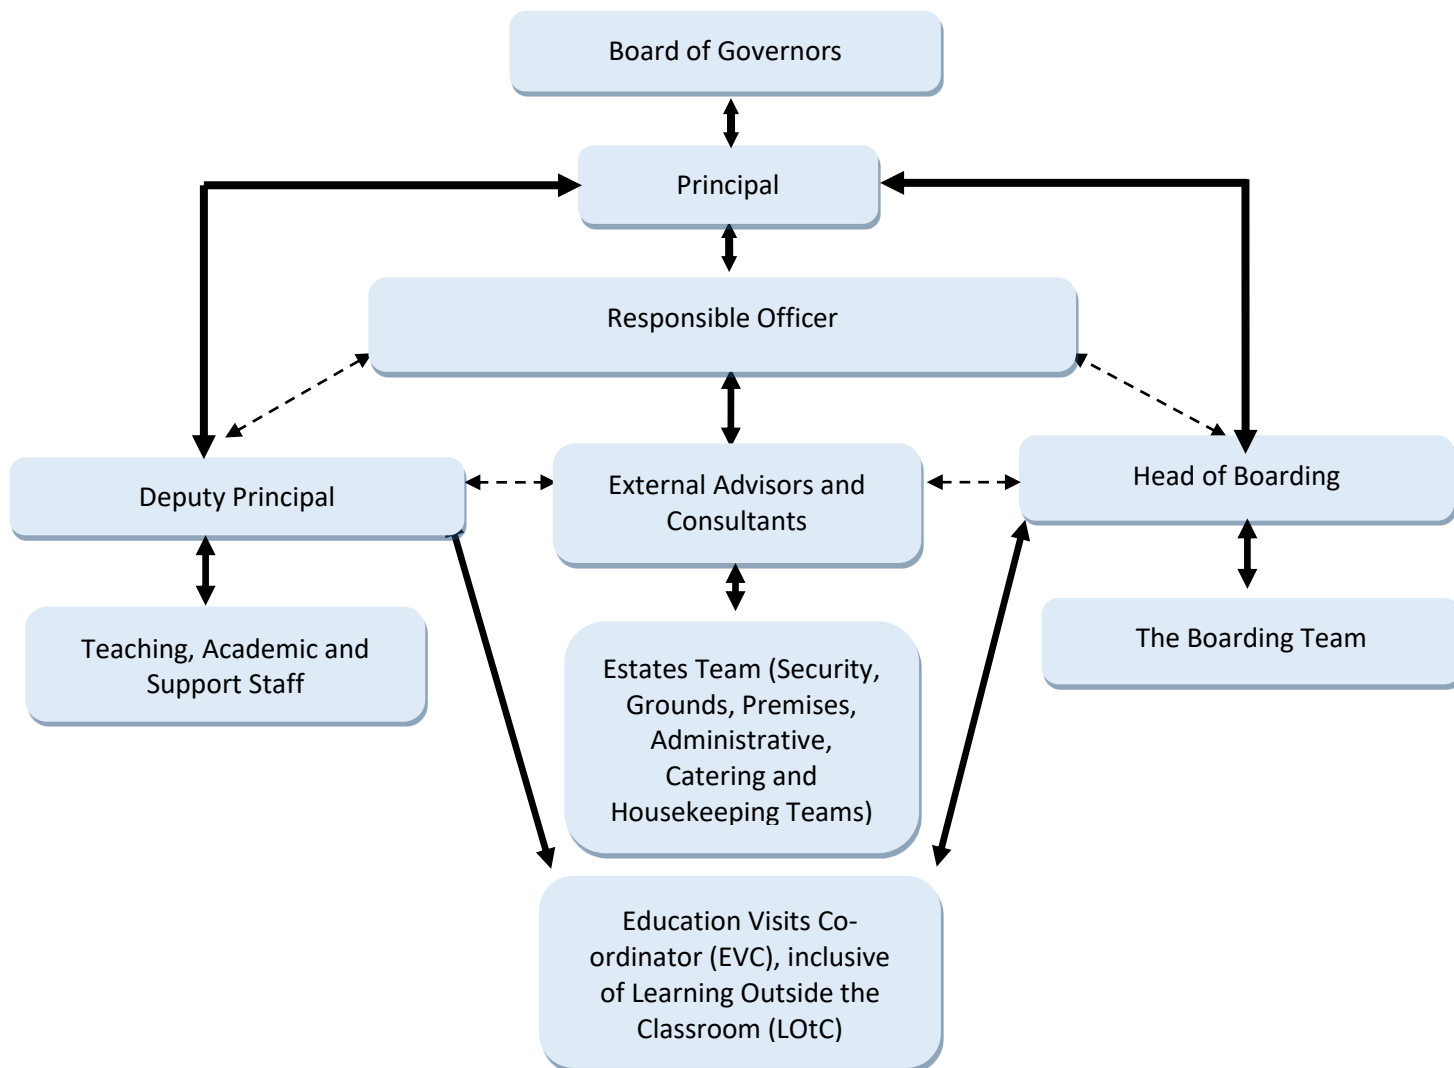 Board of Governors
Principal
Responsible Officer
Deputy Principal
External Advisors and
Consultants
Head of Boarding
Teaching, Academic and
Support Staff
Estates Team (Security,
Grounds, Premises,
Administrative,
Catering and
Housekeeping Teams)
The Boarding Team
Education Visits Co-
ordinator (EVC), inclusive
of Learning Outside the
Classroom (LOtC)